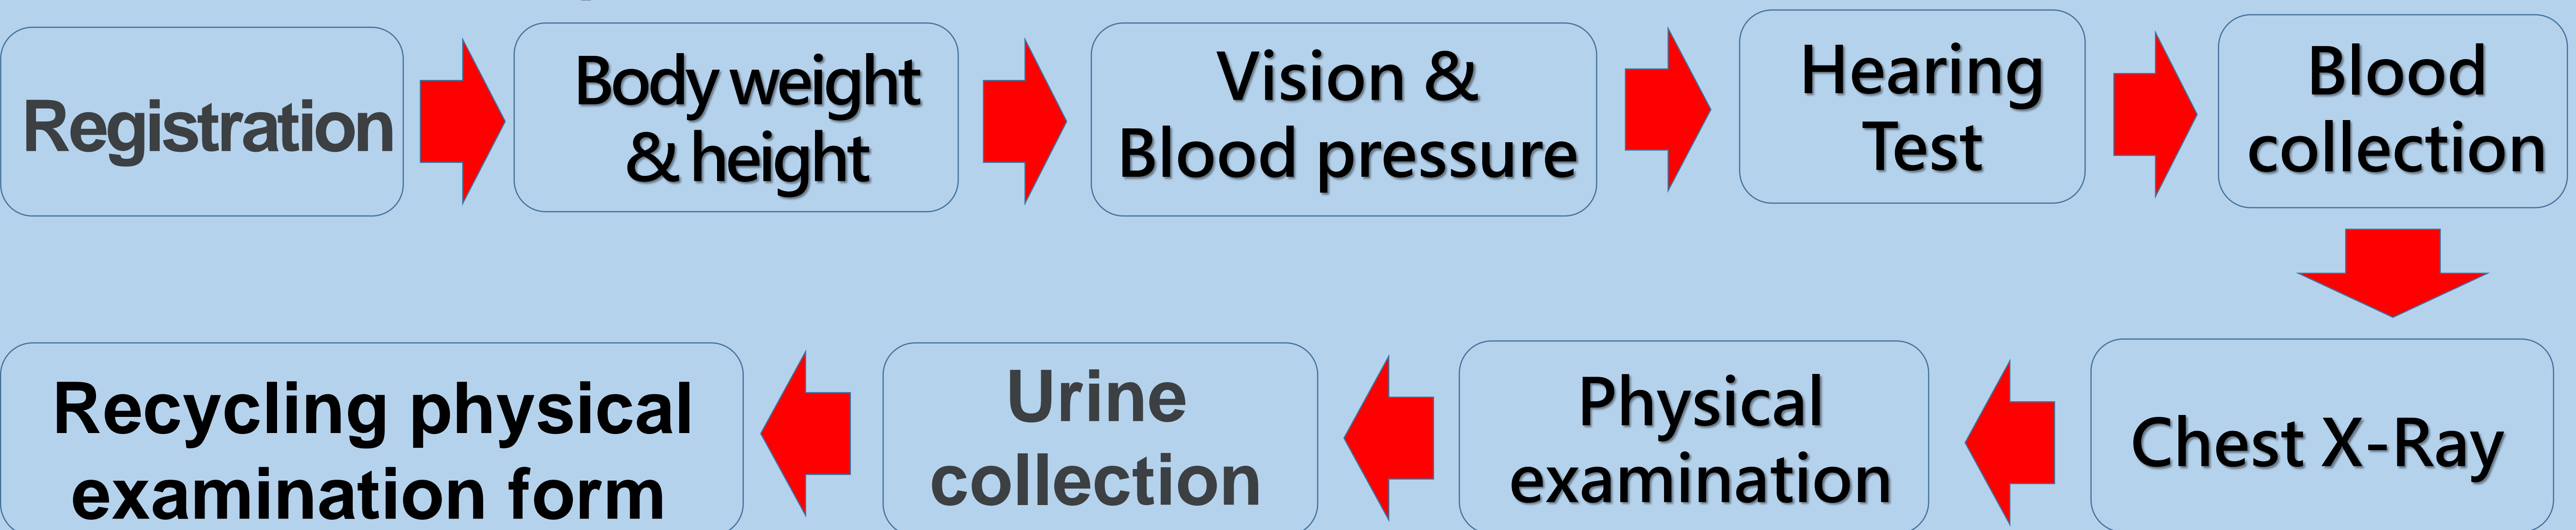 Registration
Body weight
& height
Vision &
Blood pressure
Hearing
Test
Blood
collection
Chest X-Ray
Physical
examination
Urine
collection
Recycling physical
examination form